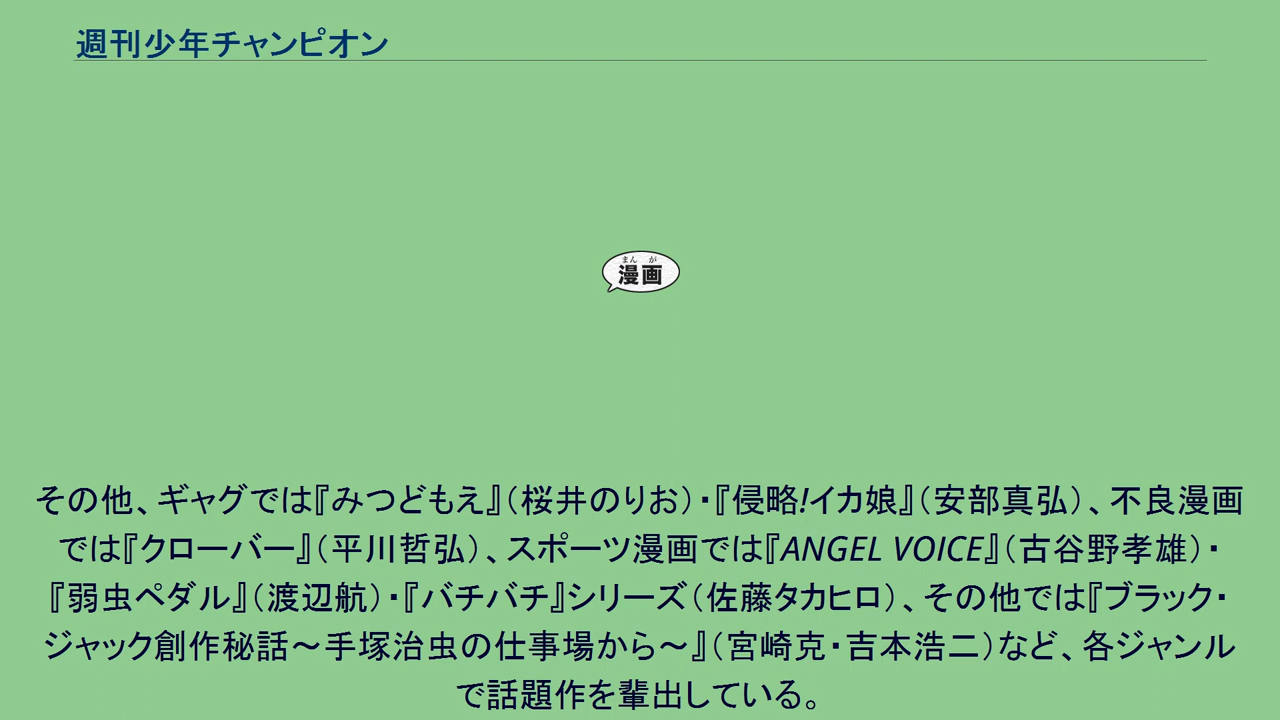 週刊少年チャンピオン
まんが
漫画
その他、ギャグでは『みつどもえ』（桜井のりお）・『侵略!イカ娘』（安部真弘）、不良漫画
では『クローバー』（平川哲弘）、スポーツ漫画では『ANGEL VOICE』（古谷野孝雄）・
『弱虫ペダル』（渡辺航）・『バチバチ』シリーズ（佐藤タカヒロ）、その他では『ブラック・
ジャック創作秘話～手塚治虫の仕事場から～』（宮崎克・吉本浩二）など、各ジャンル
で話題作を輩出している。